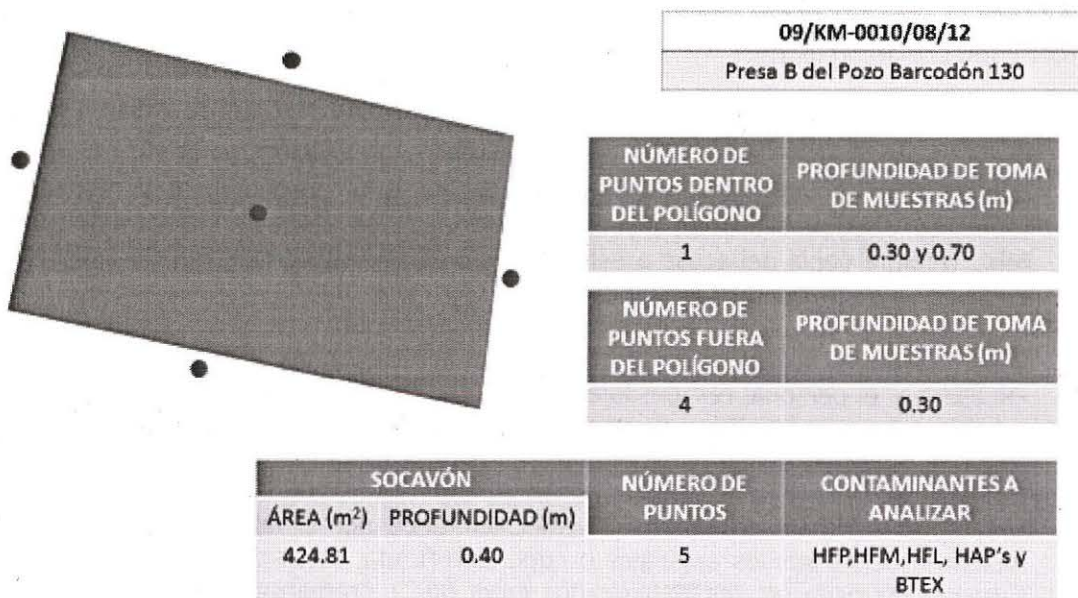 09/KM-0010/08/12
Presa B del Pozo Barcodón 130
NÚMERO DE
PUNTOS DENTRO
DEL POLÍGONO
PROFUNDIDAD DE TOMA
DE MUESTRAS (m)
1
0.30 y 0.70
NÚMERO DE
PUNTOS FUERA
DEL POLÍGONO
PROFUNDIDAD DE TOMA
DE MUESTRAS (m)
4
0.30
SOCAVÓN
NÚMERO DE
PUNTOS
CONTAMINANTES A
ANALIZAR
ÁREA (m²)
PROFUNDIDAD (m)
424.81
0.40
5
HFP,HFM,HFL, HAP's y
BTEX